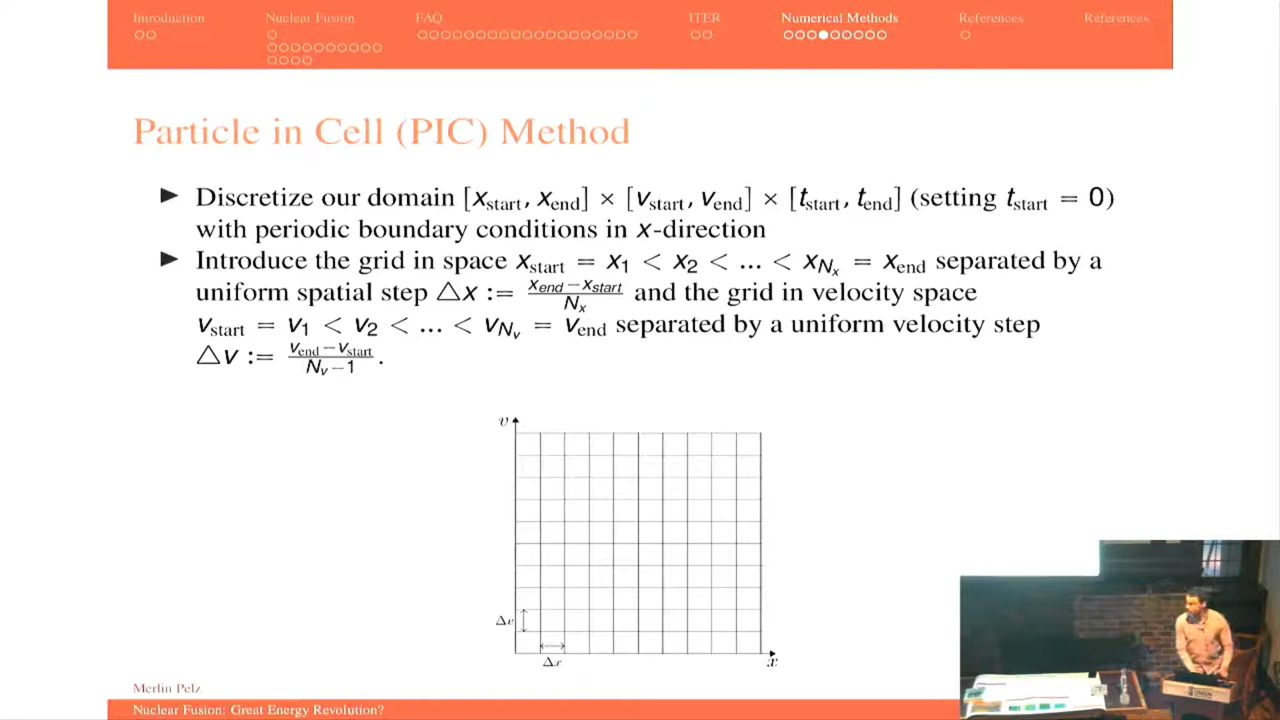 Introduction Nuclear Fusion FAQ ITER Numerical Methods References References
Particle in Cell (PIC) Method
▶ Discretize our domain [x_start, x_end] × [v_start, v_end] × [t_start, t_end] (setting t_start = 0)
with periodic boundary conditions in x-direction
▶ Introduce the grid in space x_start = x_1 < x_2 < ... < x_{N_x} = x_end separated by a
uniform spatial step △x := (x_end − x_start)/N_x and the grid in velocity space
v_start = v_1 < v_2 < ... < v_{N_v} = v_end separated by a uniform velocity step
△v := (v_end − v_start)/(N_v − 1).
v
Δv
Δx
x
Merlin Pelz
Nuclear Fusion: Great Energy Revolution?